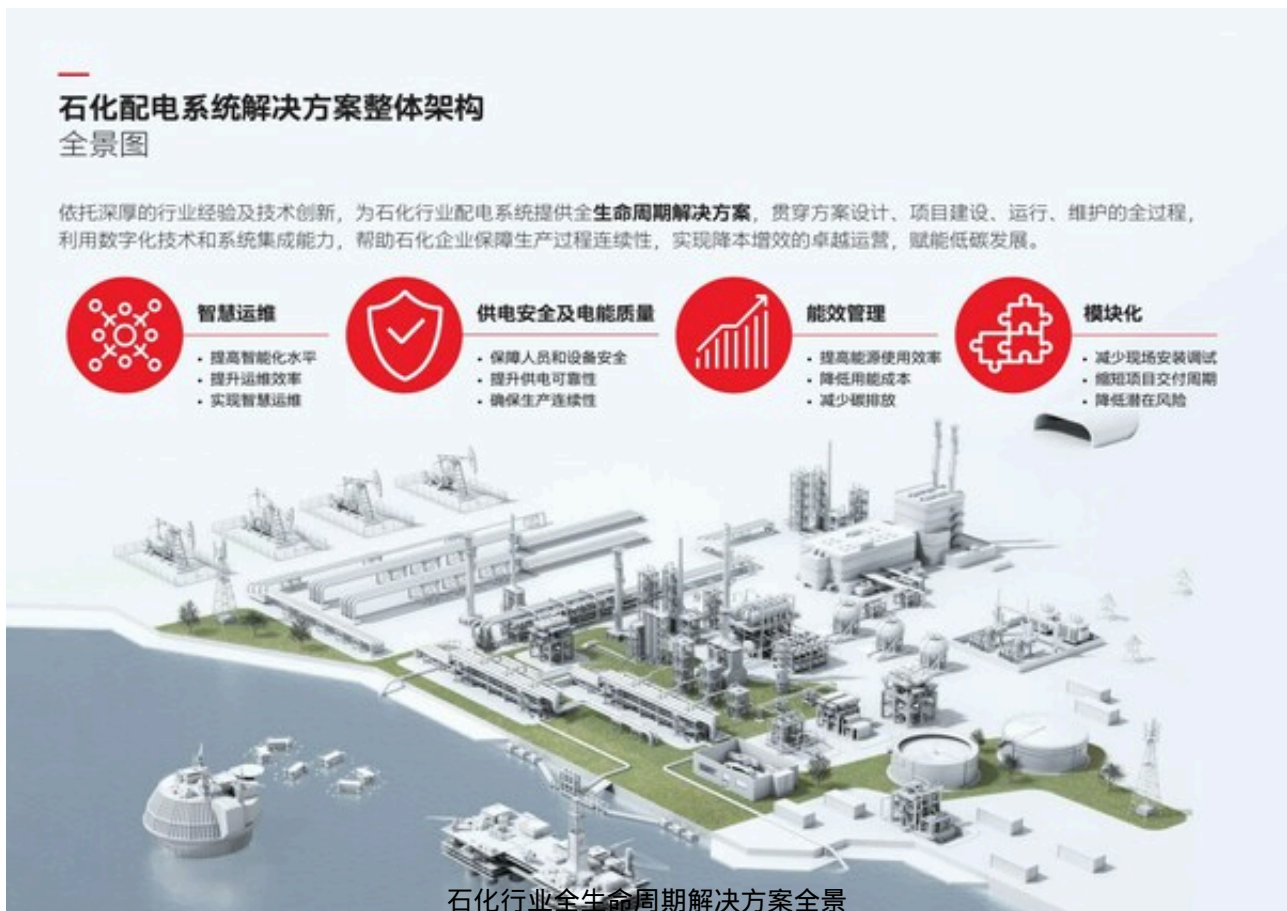 石化配电系统解决方案整体架构
全景图
依托深厚的行业经验及技术创新，为石化行业配电系统提供全生命周期解决方案，贯穿方案设计、项目建设、运行、维护的全过程，
利用数字化技术和系统集成能力，帮助石化企业保障生产过程连续性，实现降本增效的卓越运营，赋能低碳发展。
智慧运维
• 提高智能化水平
• 提升运维效率
• 实现智慧运维
供电安全及电能质量
• 保障人员和设备安全
• 提升供电可靠性
• 确保生产连续性
能效管理
• 提高能源使用效率
• 降低用能成本
• 减少碳排放
模块化
• 减少现场安装调试
• 缩短项目交付周期
• 降低潜在风险
石化行业全生命周期解决方案全景